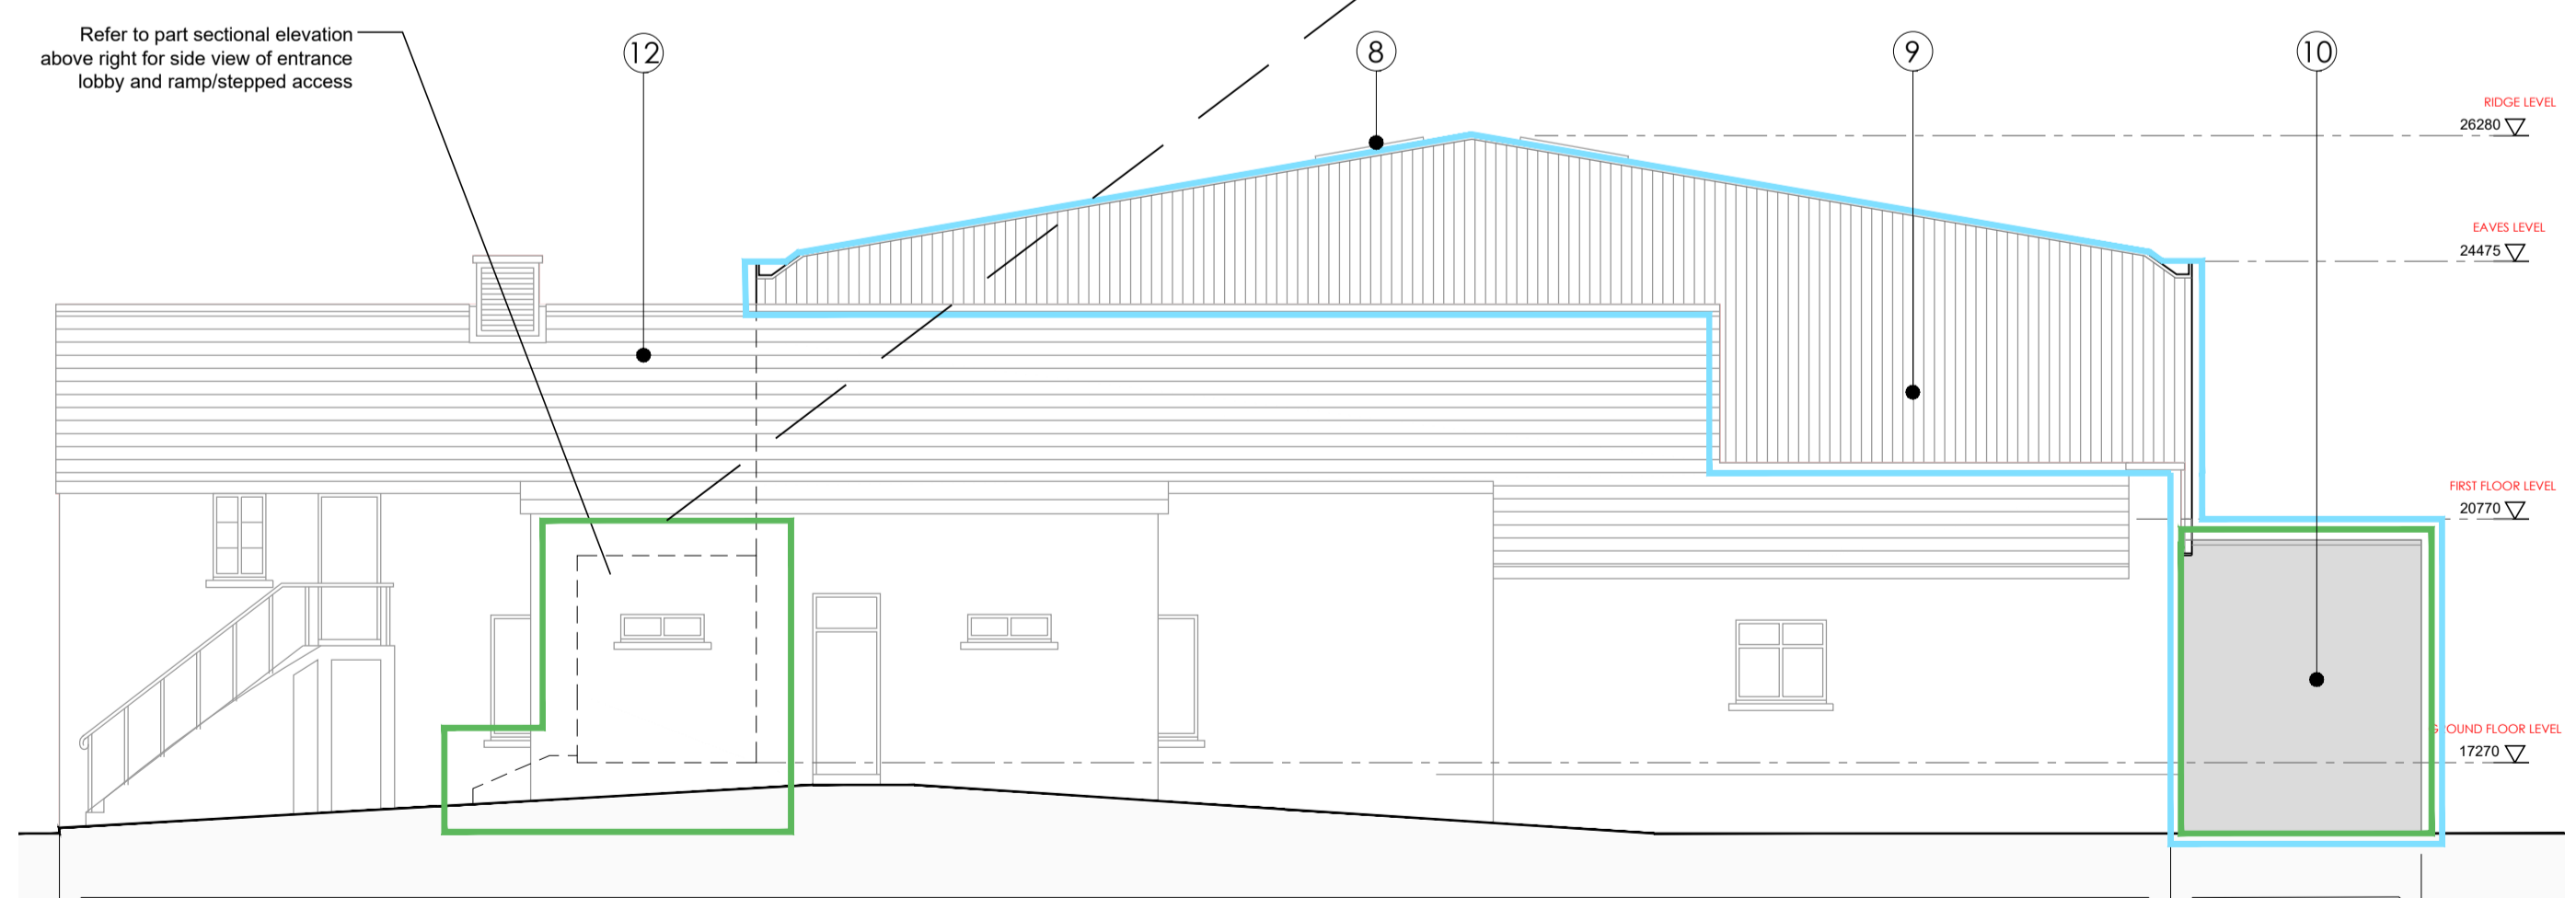 Refer to part sectional elevation
above right for side view of entrance
lobby and ramp/stepped access
12
8
9
10
RIDGE LEVEL
26280
EAVES LEVEL
24475
FIRST FLOOR LEVEL
20770
GROUND FLOOR LEVEL
17270